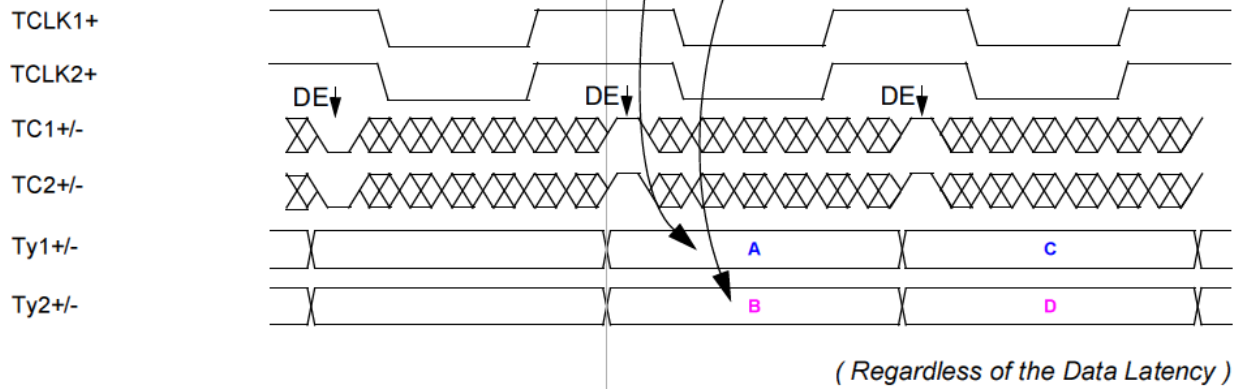 TCLK1+
TCLK2+
DE DE DE
TC1+/-
TC2+/-
Ty1+/- A C
Ty2+/- B D
( Regardless of the Data Latency )